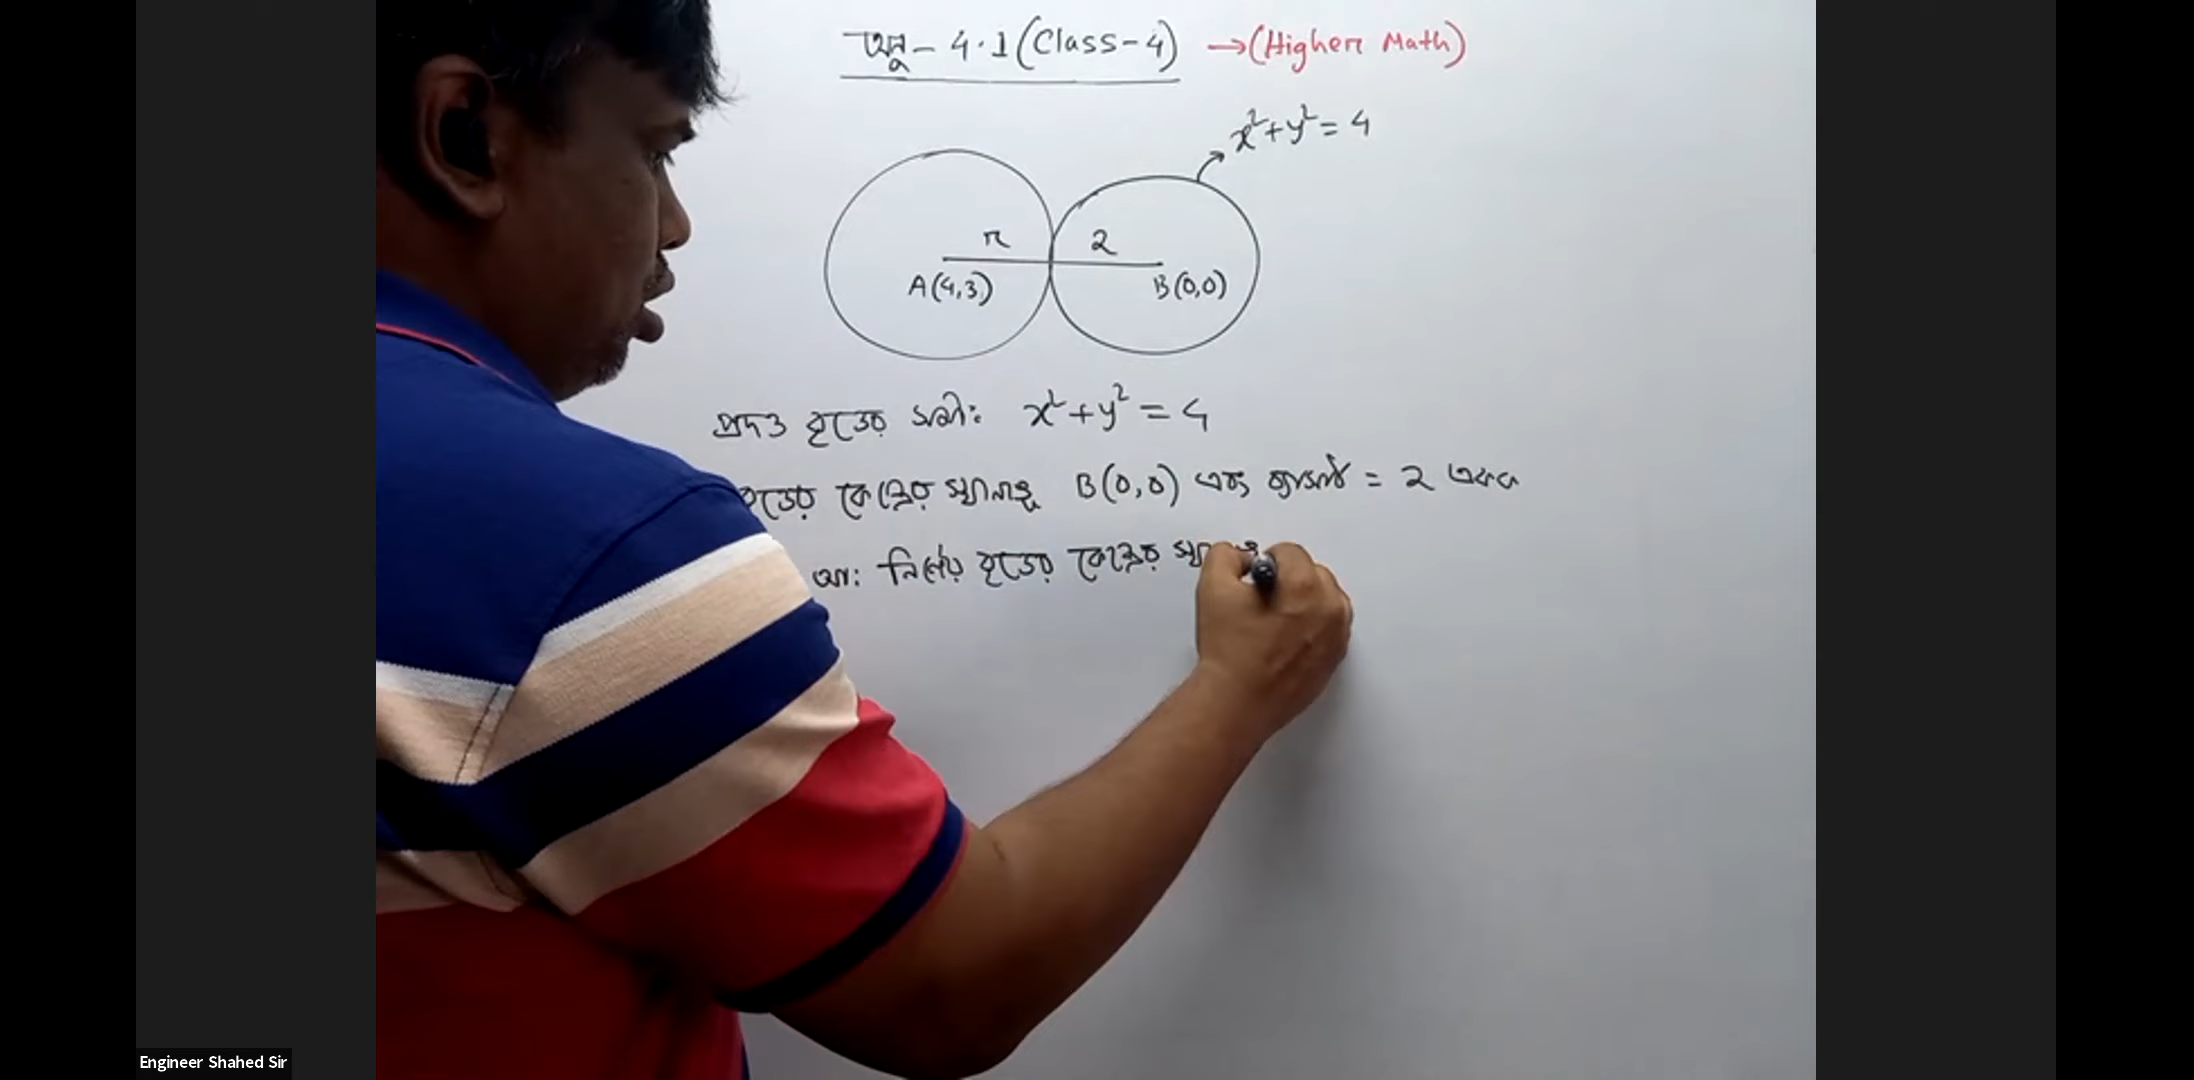 অনু- 4.1 (Class-4) →(Higher Math)
x²+y²= 4
r 2
A(4,3) B(0,0)
প্রদত্ত বৃত্তের সমী: x²+y² = 4
বৃত্তের কেন্দ্রের স্থানাঙ্ক B(0,0) এবং ব্যাসার্ধ = 2 একক
আ: নির্ণেয় বৃত্তের কেন্দ্রের
Engineer Shahed Sir